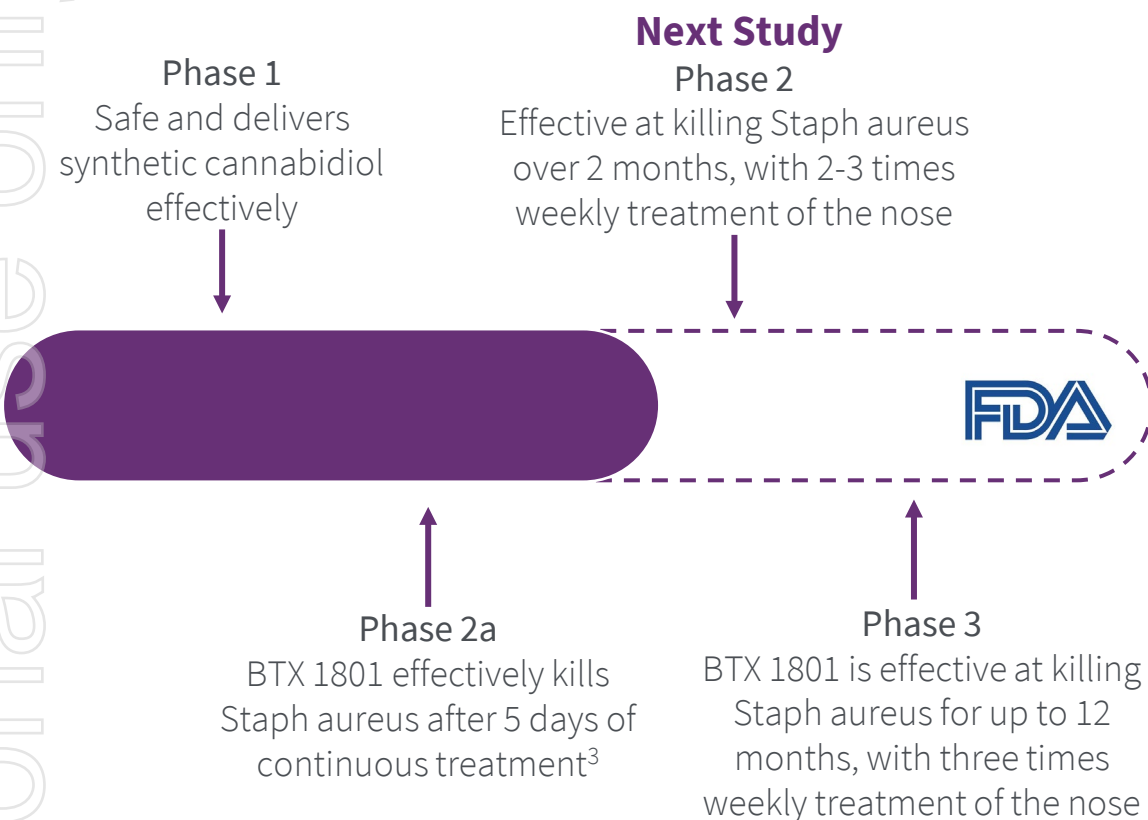 Phase 1
Safe and delivers
synthetic cannabidiol
effectively
Next Study
Phase 2
Effective at killing Staph aureus
over 2 months, with 2-3 times
weekly treatment of the nose
FDA
Phase 2a
BTX 1801 effectively kills
Staph aureus after 5 days of
continuous treatment³
Phase 3
BTX 1801 is effective at killing
Staph aureus for up to 12
months, with three times
weekly treatment of the nose